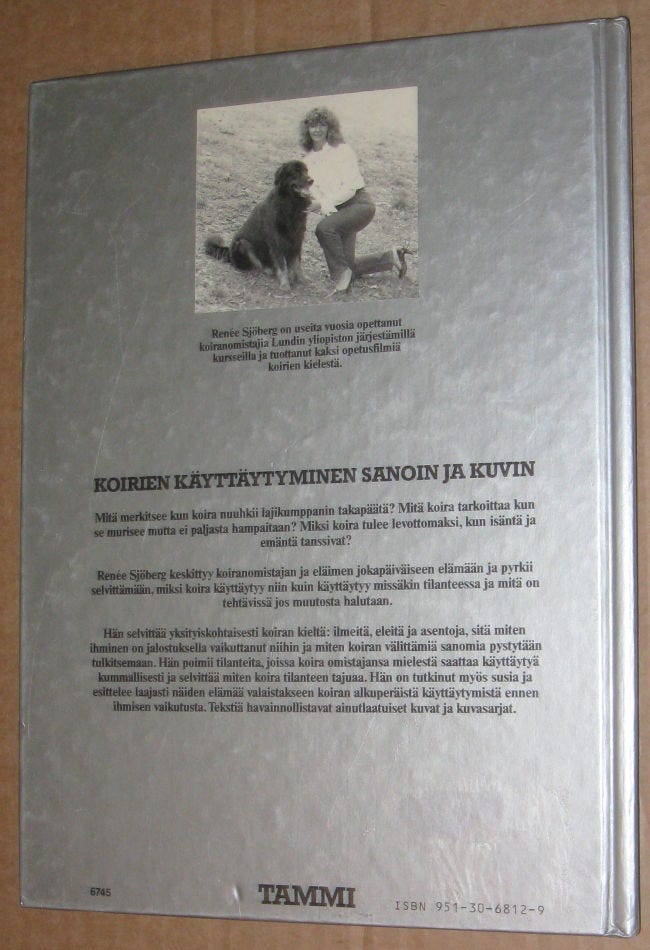 Renée Sjöberg on useita vuosia opettanut
koiranomistajia Lundin yliopiston järjestämillä
kursseilla ja tuottanut kaksi opetusfilmiä
koirien kielestä.
KOIRIEN KÄYTTÄYTYMINEN SANOIN JA KUVIN
Mitä merkitsee kun koira nuuhkii lajikumppanin takapäätä? Mitä koira tarkoittaa kun
se murisee mutta ei paljasta hampaitaan? Miksi koira tulee levottomaksi, kun isäntä ja
emäntä tanssivat?
Renée Sjöberg keskittyy koiranomistajan ja eläimen jokapäiväiseen elämään ja pyrkii
selvittämään, miksi koira käyttäytyy niin kuin käyttäytyy missäkin tilanteessa ja mitä on
tehtävissä jos muutosta halutaan.
Hän selvittää yksityiskohtaisesti koiran kieltä: ilmeitä, eleitä ja asentoja, sitä miten
ihminen on jalostuksella vaikuttanut niihin ja miten koiran välittämiä sanomia pystytään
tulkitsemaan. Hän poimii tilanteita, joissa koira omistajansa mielestä saattaa käyttäytyä
kummallisesti ja selvittää miten koira tilanteen tajuaa. Hän on tutkinut myös susia ja
esittelee laajasti näiden elämää valaistakseen koiran alkuperäistä käyttäytymistä ennen
ihmisen vaikutusta. Tekstiä havainnollistavat ainutlaatuiset kuvat ja kuvasarjat.
6745
TAMMI
ISBN 951-30-6812-9